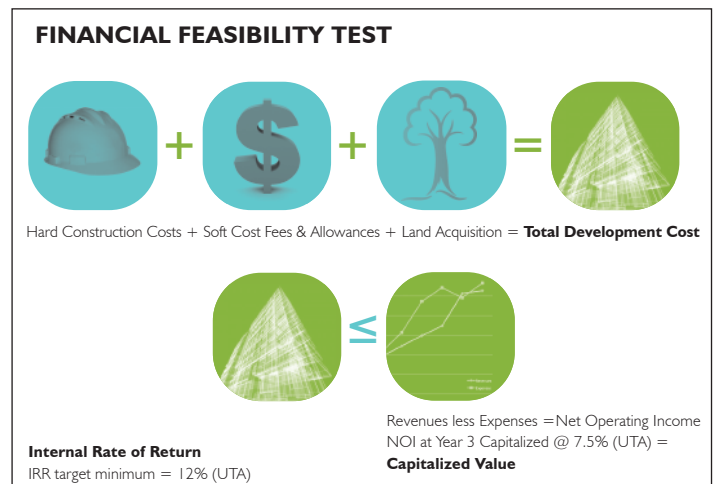 FINANCIAL FEASIBILITY TEST
+ + =
Hard Construction Costs + Soft Cost Fees & Allowances + Land Acquisition = Total Development Cost
≤
Revenues less Expenses =Net Operating Income
NOI at Year 3 Capitalized @ 7.5% (UTA) =
Capitalized Value
Internal Rate of Return
IRR target minimum = 12% (UTA)